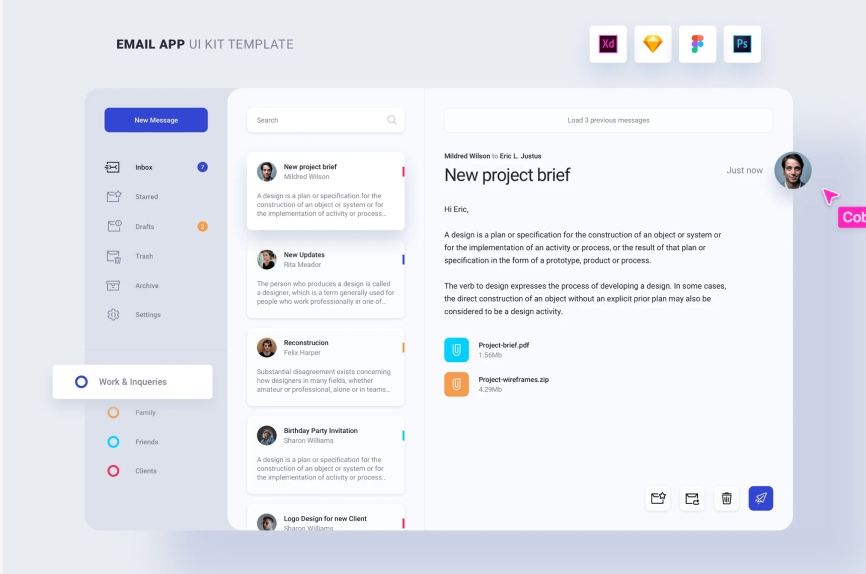 EMAIL APP UI KIT TEMPLATE
Xd
Ps
New Message
Inbox
7
Starred
Drafts
Trash
Archive
Settings
Work & Inqueries
Family
Friends
Clients
Search
New project brief
Mildred Wilson
A design is a plan or specification for the
construction of an object or system or for
the implementation of activity or process...
New Updates
Rita Meador
The person who produces a design is called
a designer, which is a term generally used for
people who work professionally in one of...
Reconstrucion
Felix Harper
Substantial disagreement exists concerning
how designers in many fields, whether
amateur or professional, alone or in teams...
Birthday Party Invitation
Sharon Williams
A design is a plan or specification for the
construction of an object or system or for
the implementation of activity or process...
Logo Design for new Client
Sharon Williams
Load 3 previous messages
Mildred Wilson to Eric L. Justus
New project brief
Just now
Cob
Hi Eric,
A design is a plan or specification for the construction of an object or system or
for the implementation of an activity or process, or the result of that plan or
specification in the form of a prototype, product or process.
The verb to design expresses the process of developing a design. In some cases,
the direct construction of an object without an explicit prior plan may also be
considered to be a design activity.
Project-brief.pdf
1.56Mb
Project-wireframes.zip
4.29Mb